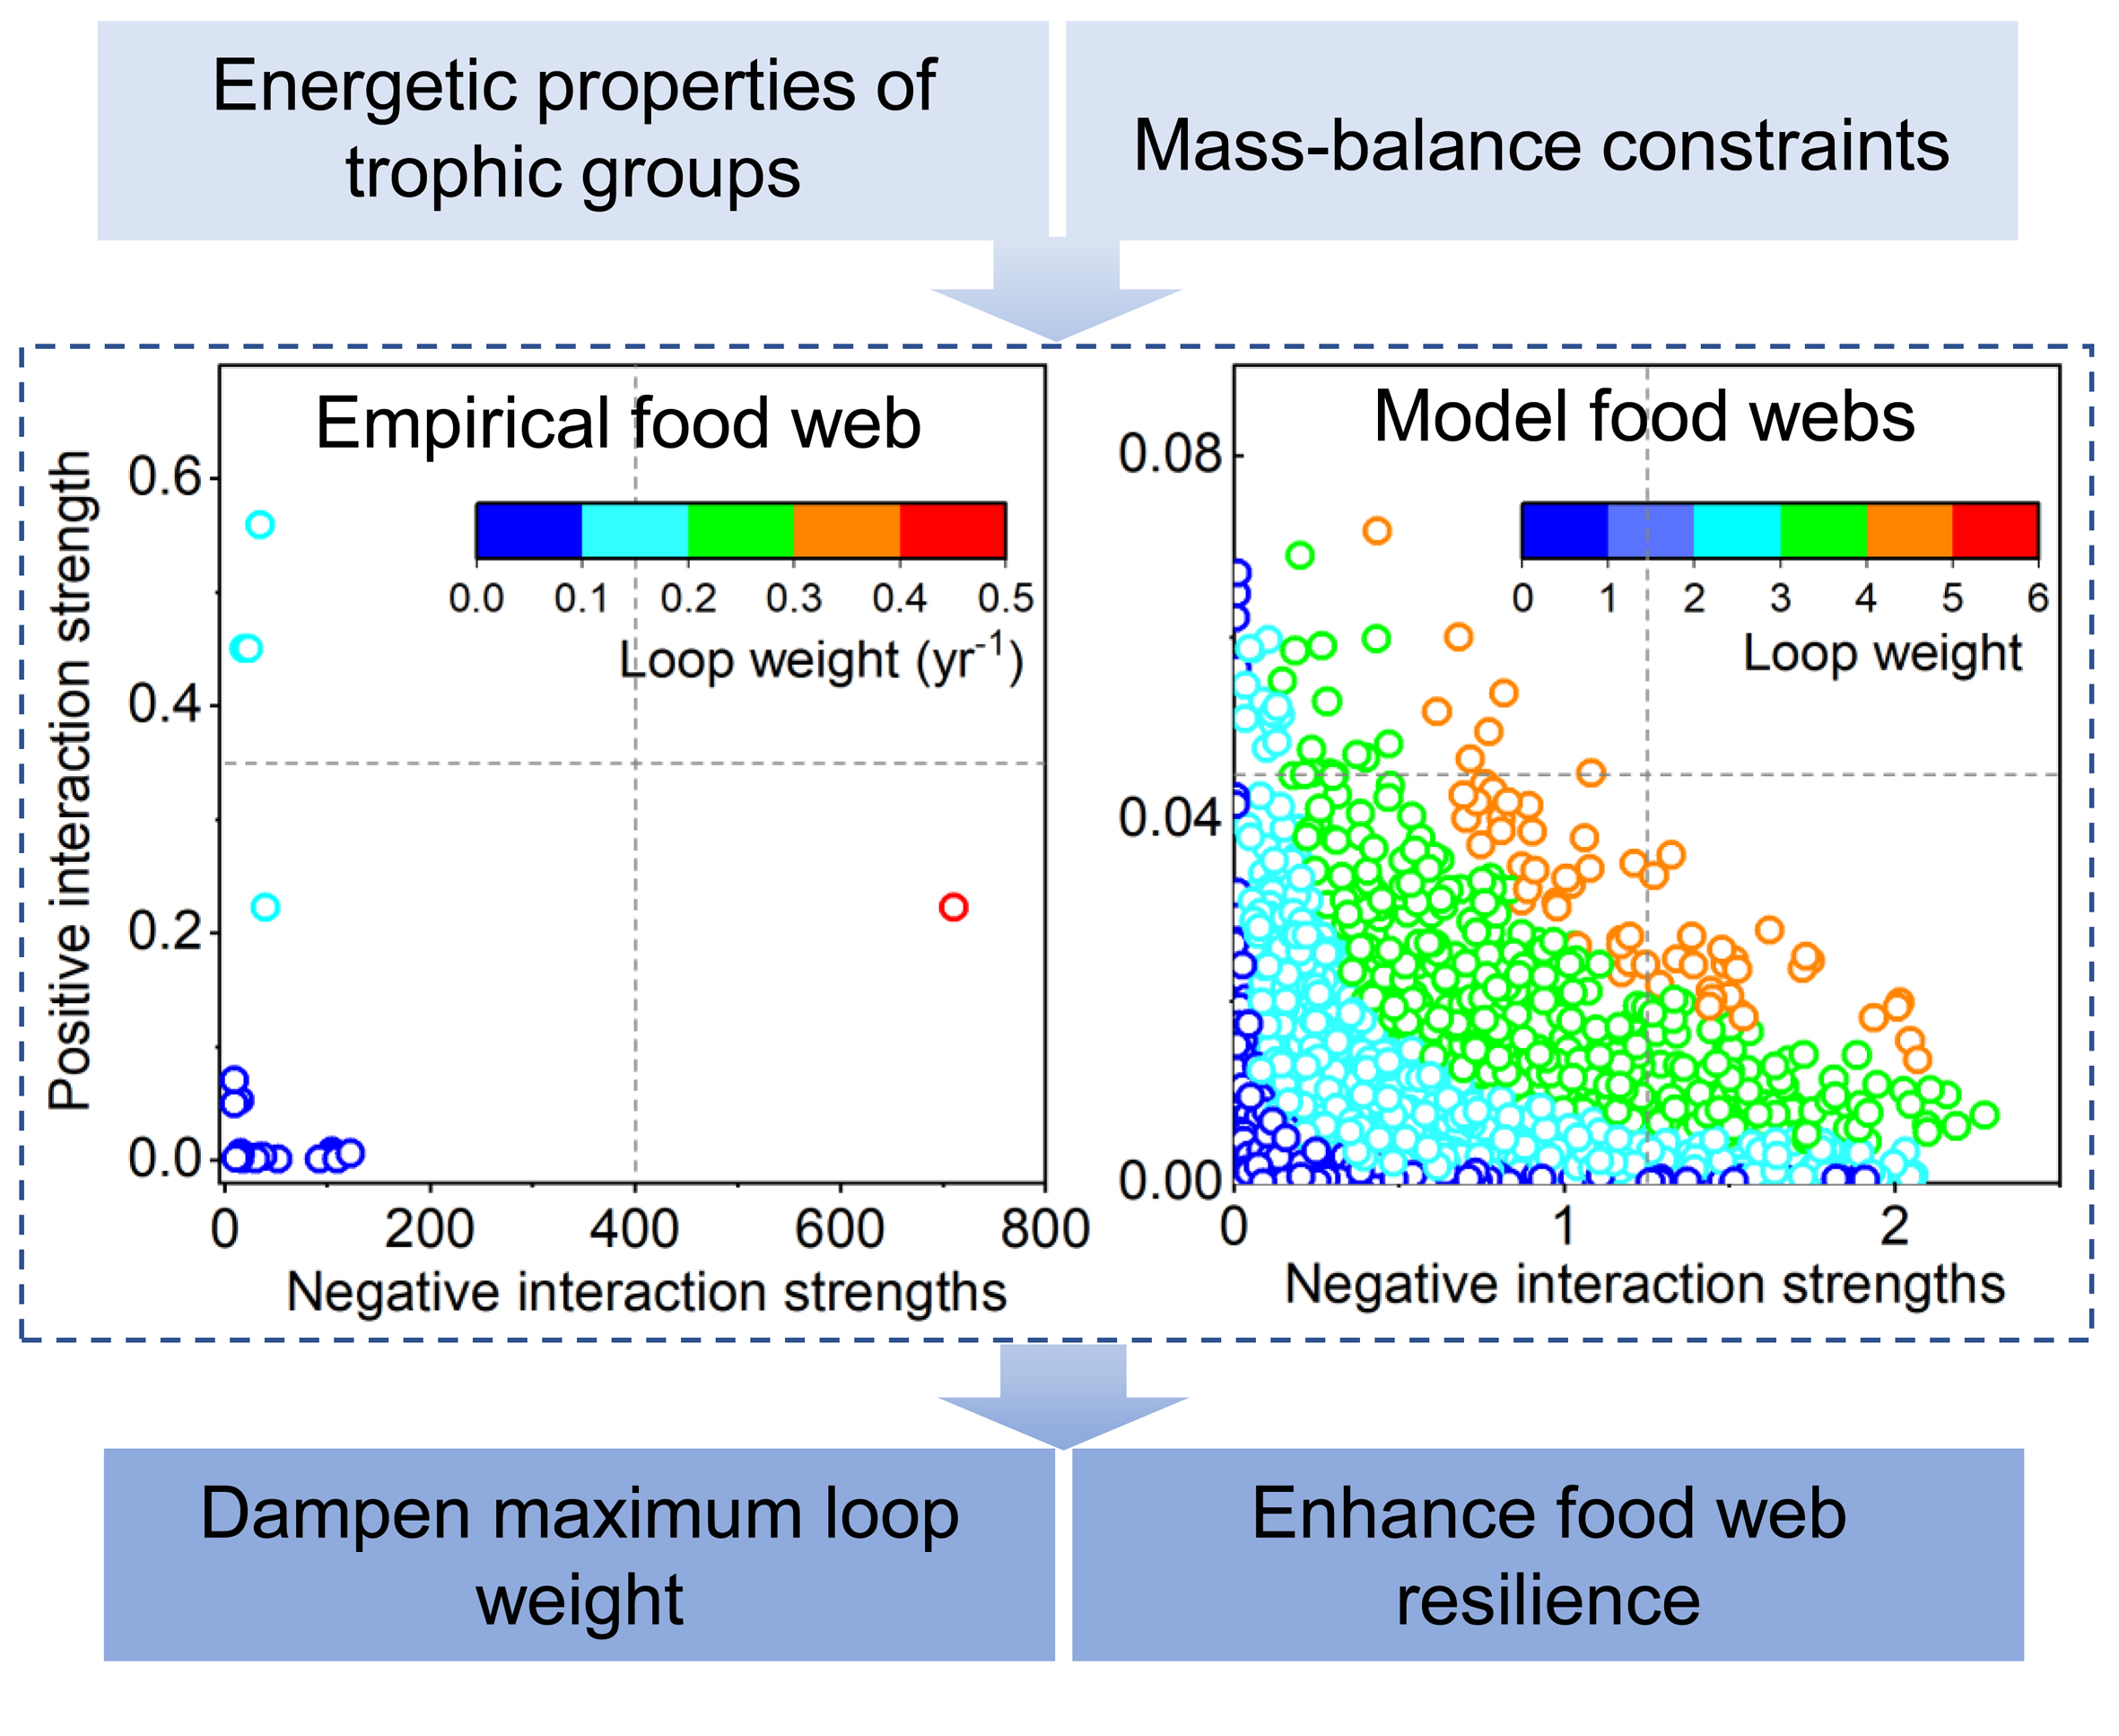 Energetic properties of
trophic groups
Mass-balance constraints
Empirical food web
Positive interaction strength
0.6
0.4
0.2
0.0
0.0 0.1 0.2 0.3 0.4 0.5
Loop weight (yr⁻¹)
0 200 400 600 800
Negative interaction strengths
Model food webs
0.08
0.04
0.00
0 1 2 3 4 5 6
Loop weight
0 1 2
Negative interaction strengths
Dampen maximum loop
weight
Enhance food web
resilience